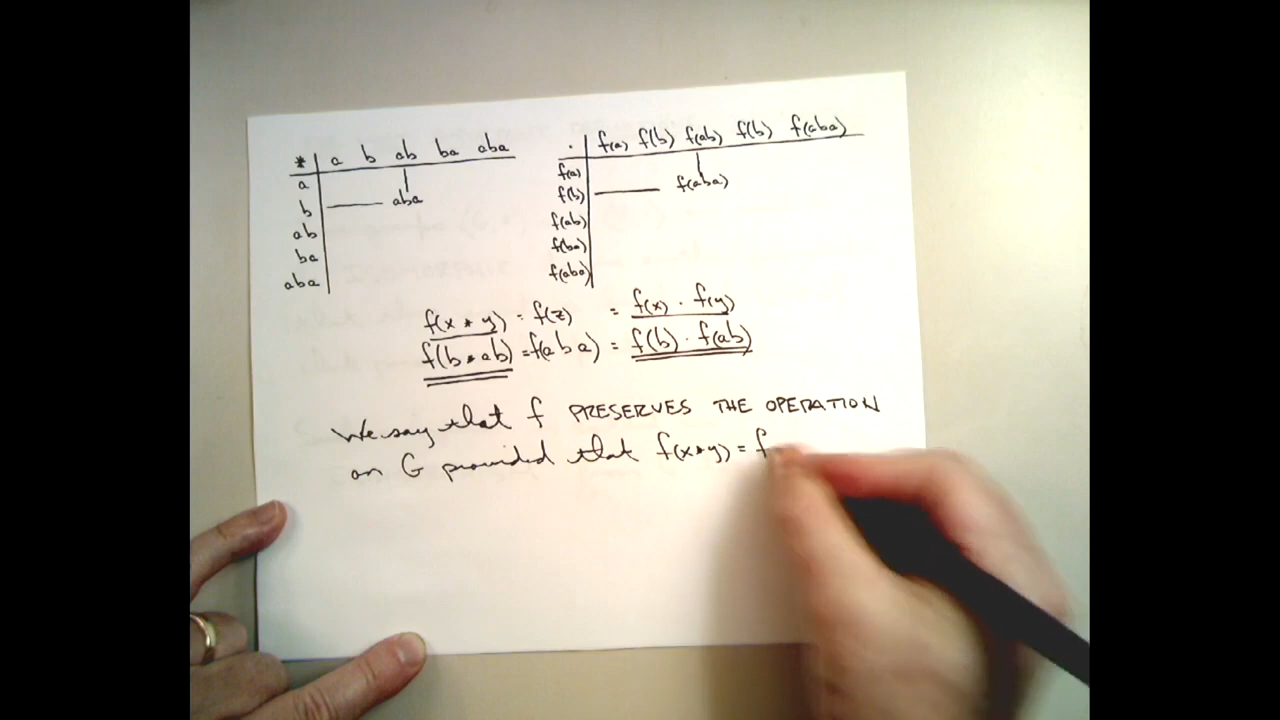 * a b ab ba aba
a
b aba
ab
ba
aba
· f(a) f(b) f(ab) f(b) f(aba)
f(a)
f(b) f(aba)
f(ab)
f(ba)
f(aba)
f(x * y) = f(z) = f(x) · f(y)
f(b * ab) = f(aba) = f(b) · f(ab)
We say that f PRESERVES THE OPERATION
on G provided that f(x*y) = f